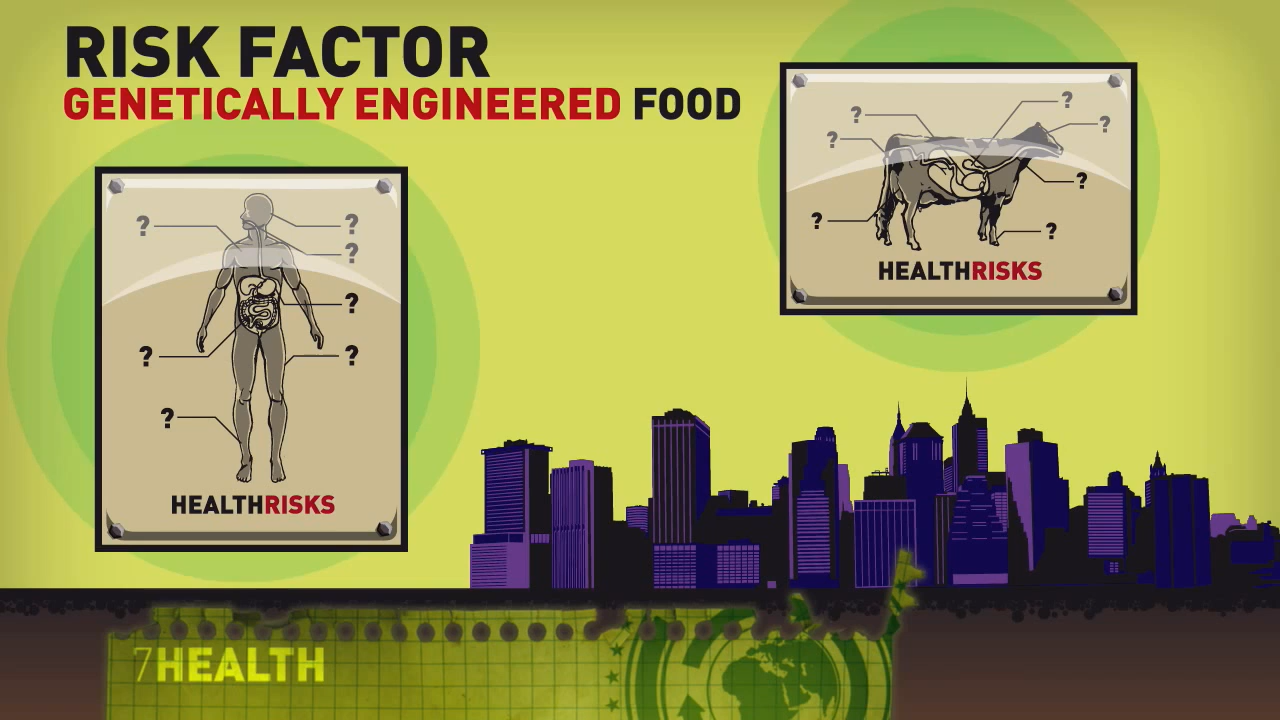 RISK FACTOR
GENETICALLY ENGINEERED FOOD
?
?
?
?
?
?
?
HEALTHRISKS
?
?
?
?
?
?
?
HEALTHRISKS
7HEALTH